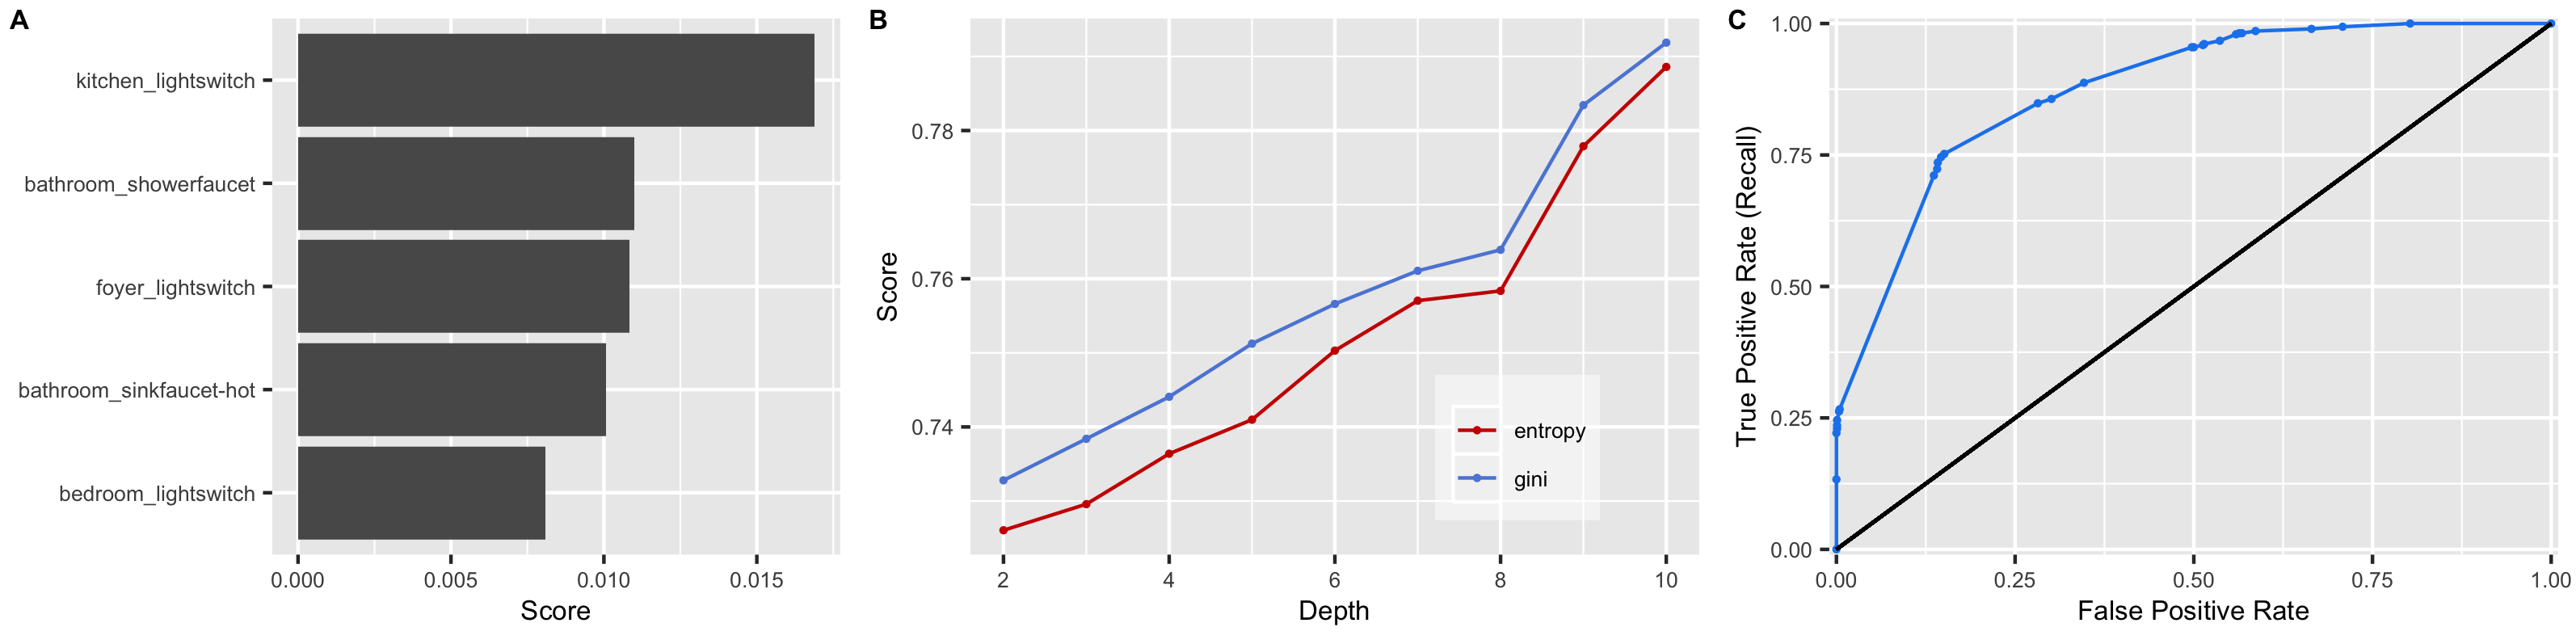 A
kitchen_lightswitch
bathroom_showerfaucet
foyer_lightswitch
bathroom_sinkfaucet-hot
bedroom_lightswitch
0.000 0.005 0.010 0.015
Score
B
Score
0.78
0.76
0.74
entropy
gini
2 4 6 8 10
Depth
C
True Positive Rate (Recall)
1.00
0.75
0.50
0.25
0.00
0.00 0.25 0.50 0.75 1.00
False Positive Rate